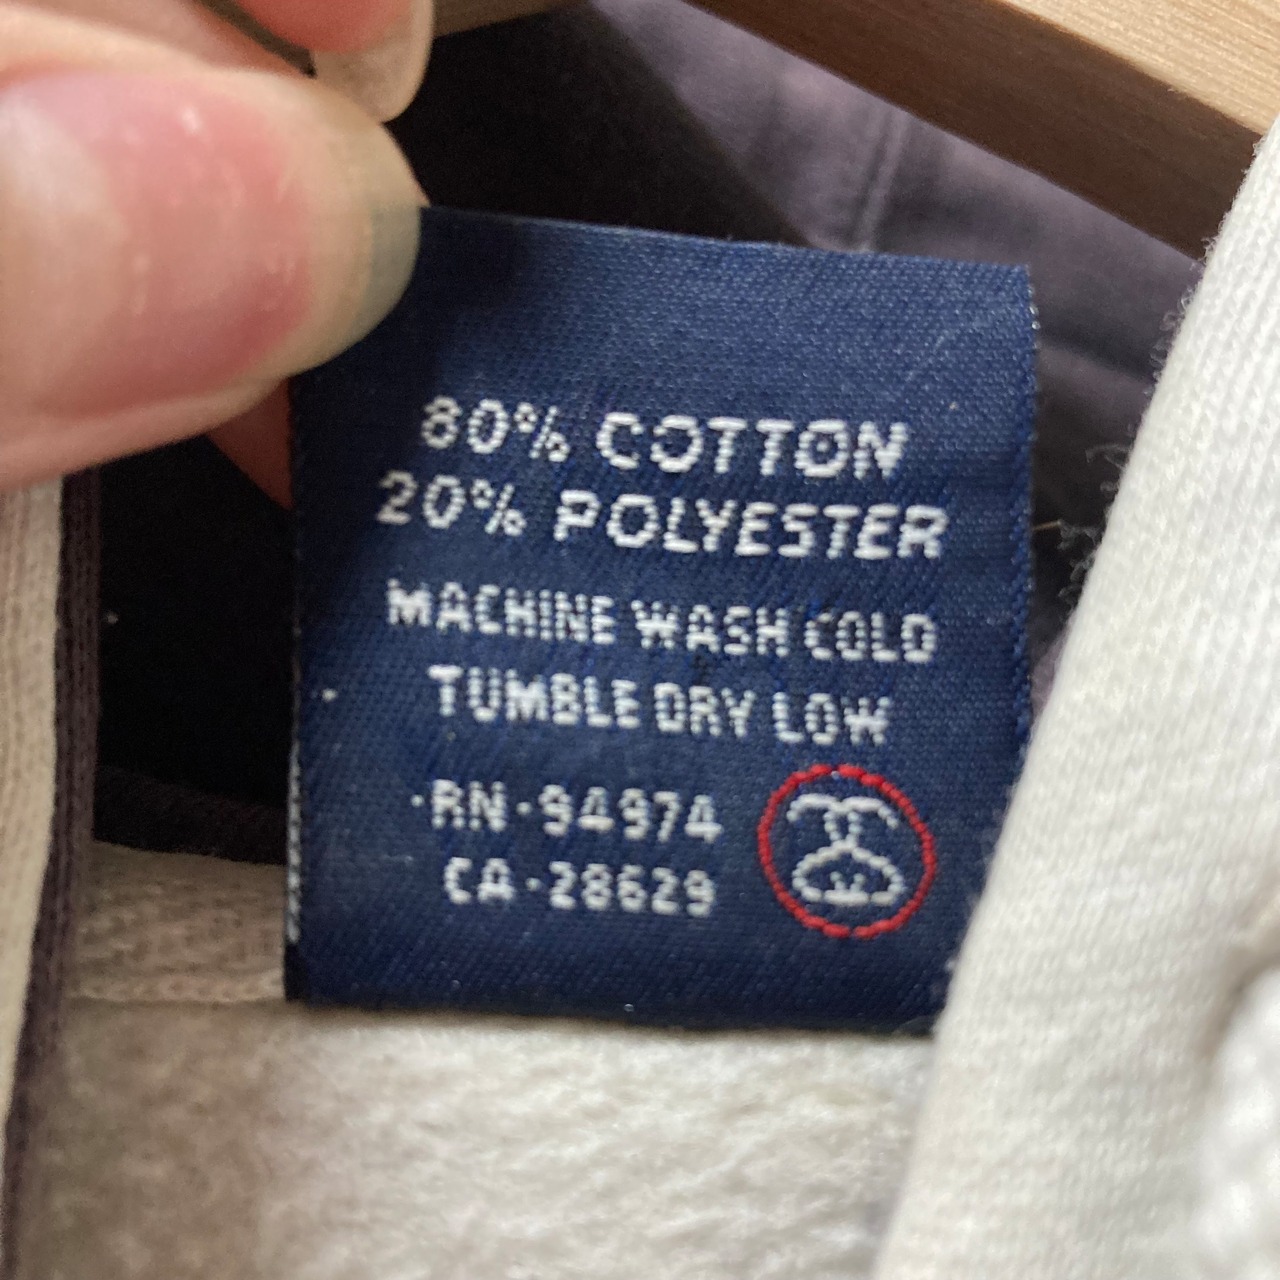 80% COTTON
20% POLYESTER
MACHINE WASH COLD
TUMBLE DRY LOW
·RN·94974
CA·28629